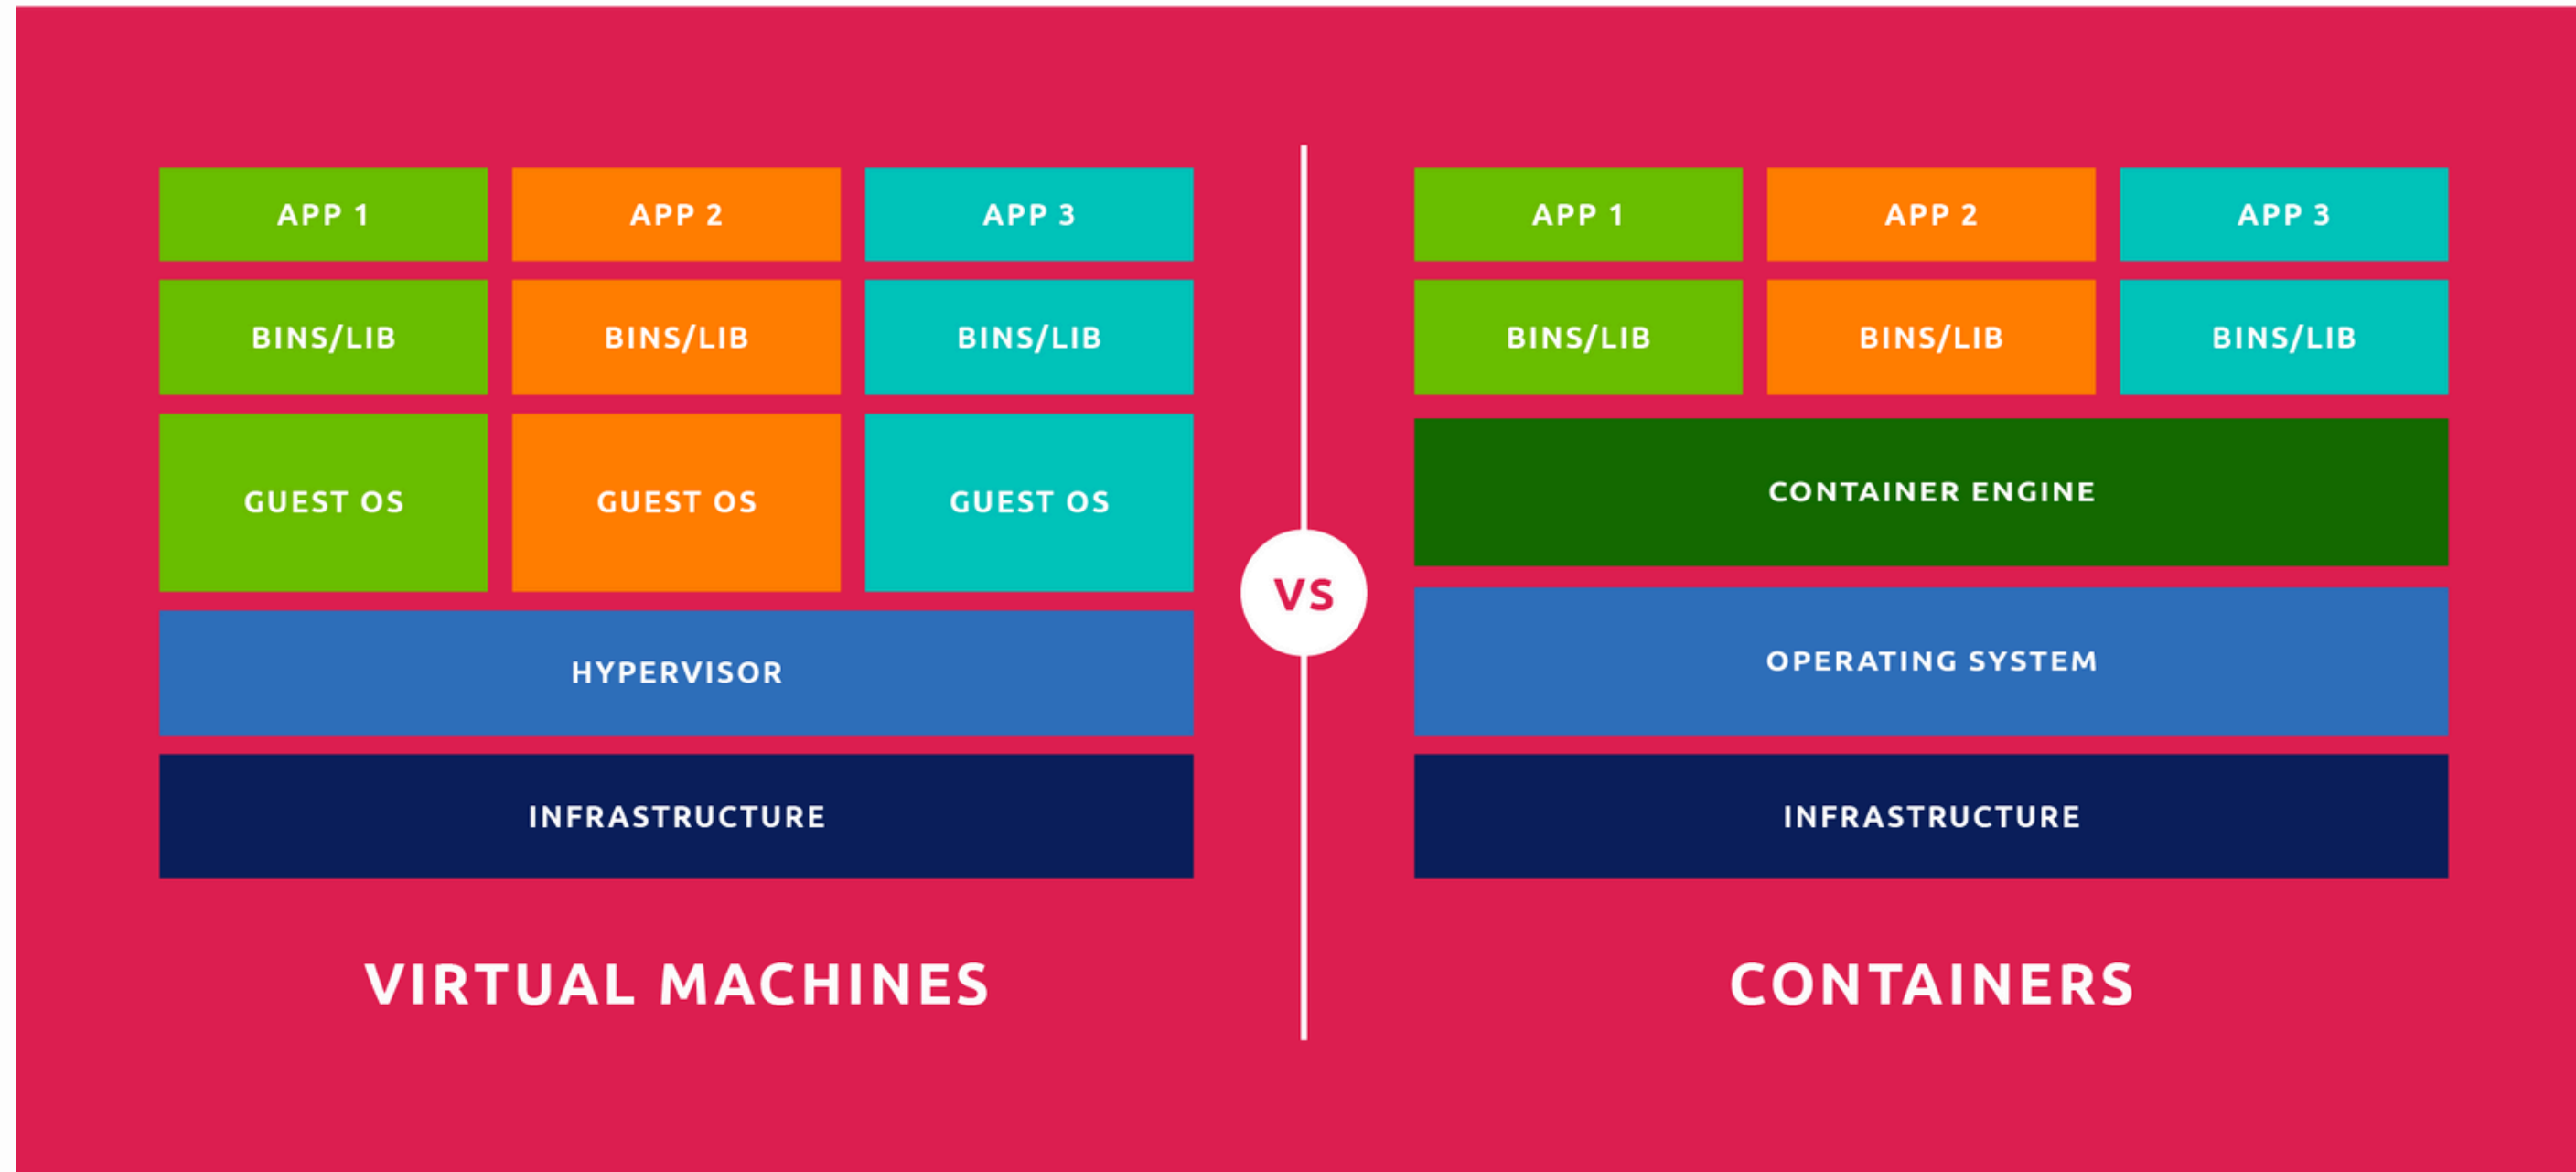 APP 1
APP 2
APP 3
BINS/LIB
BINS/LIB
BINS/LIB
GUEST OS
GUEST OS
GUEST OS
HYPERVISOR
INFRASTRUCTURE
VIRTUAL MACHINES
VS
APP 1
APP 2
APP 3
BINS/LIB
BINS/LIB
BINS/LIB
CONTAINER ENGINE
OPERATING SYSTEM
INFRASTRUCTURE
CONTAINERS